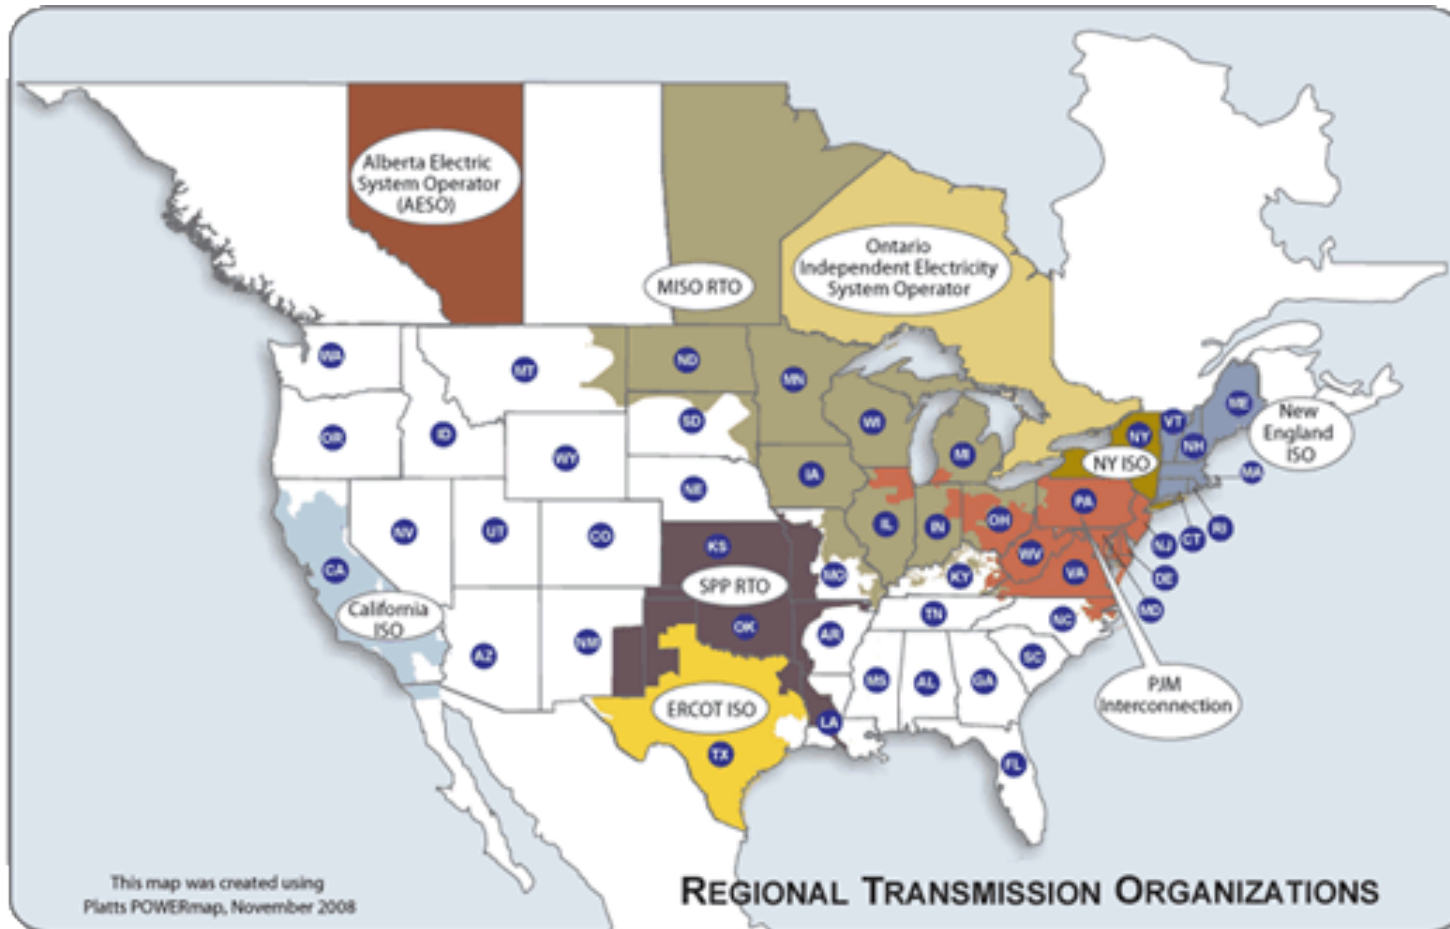 Alberta Electric
System Operator
(AESO)
Ontario
Independent Electricity
System Operator
MISO RTO
WA
MT
ND
MN
OR
ID
SD
WI
MI
NY
VT
NH
ME
New
England
ISO
WY
NE
IA
NY ISO
MA
NV
UT
CO
KS
IL
IN
OH
PA
WV
VA
NJ
CT
RI
DE
MD
CA
California
ISO
SPP RTO
MO
KY
AZ
NM
OK
AR
TN
NC
SC
MS
AL
GA
PJM
Interconnection
ERCOT ISO
LA
TX
FL
This map was created using
Platts POWERmap, November 2008
REGIONAL TRANSMISSION ORGANIZATIONS